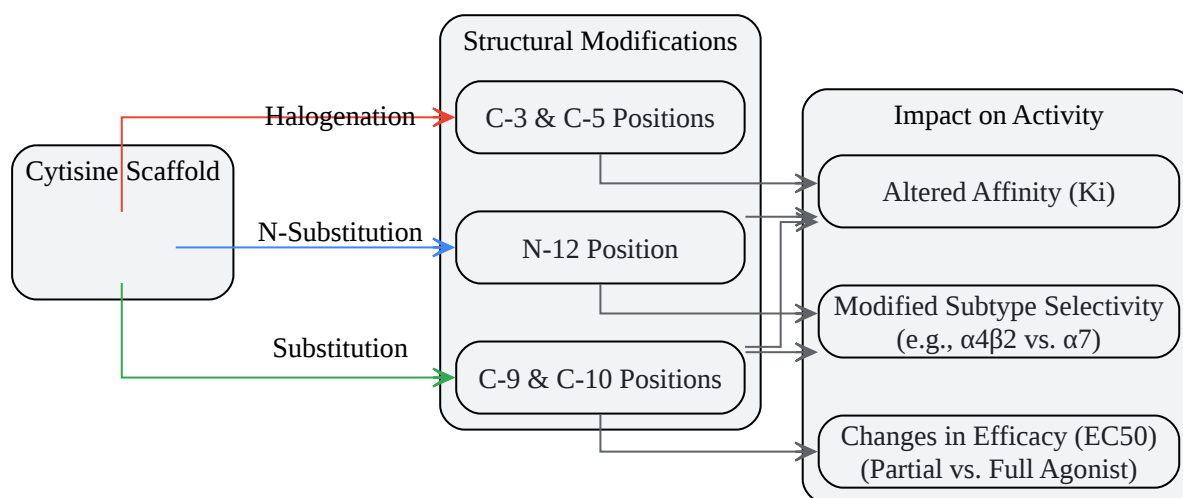 Structural Modifications
Halogenation
C-3 & C-5 Positions
Impact on Activity
Cytisine Scaffold
Altered Affinity (Ki)
N-Substitution
N-12 Position
Modified Subtype Selectivity
(e.g., α4β2 vs. α7)
Substitution
C-9 & C-10 Positions
Changes in Efficacy (EC50)
(Partial vs. Full Agonist)